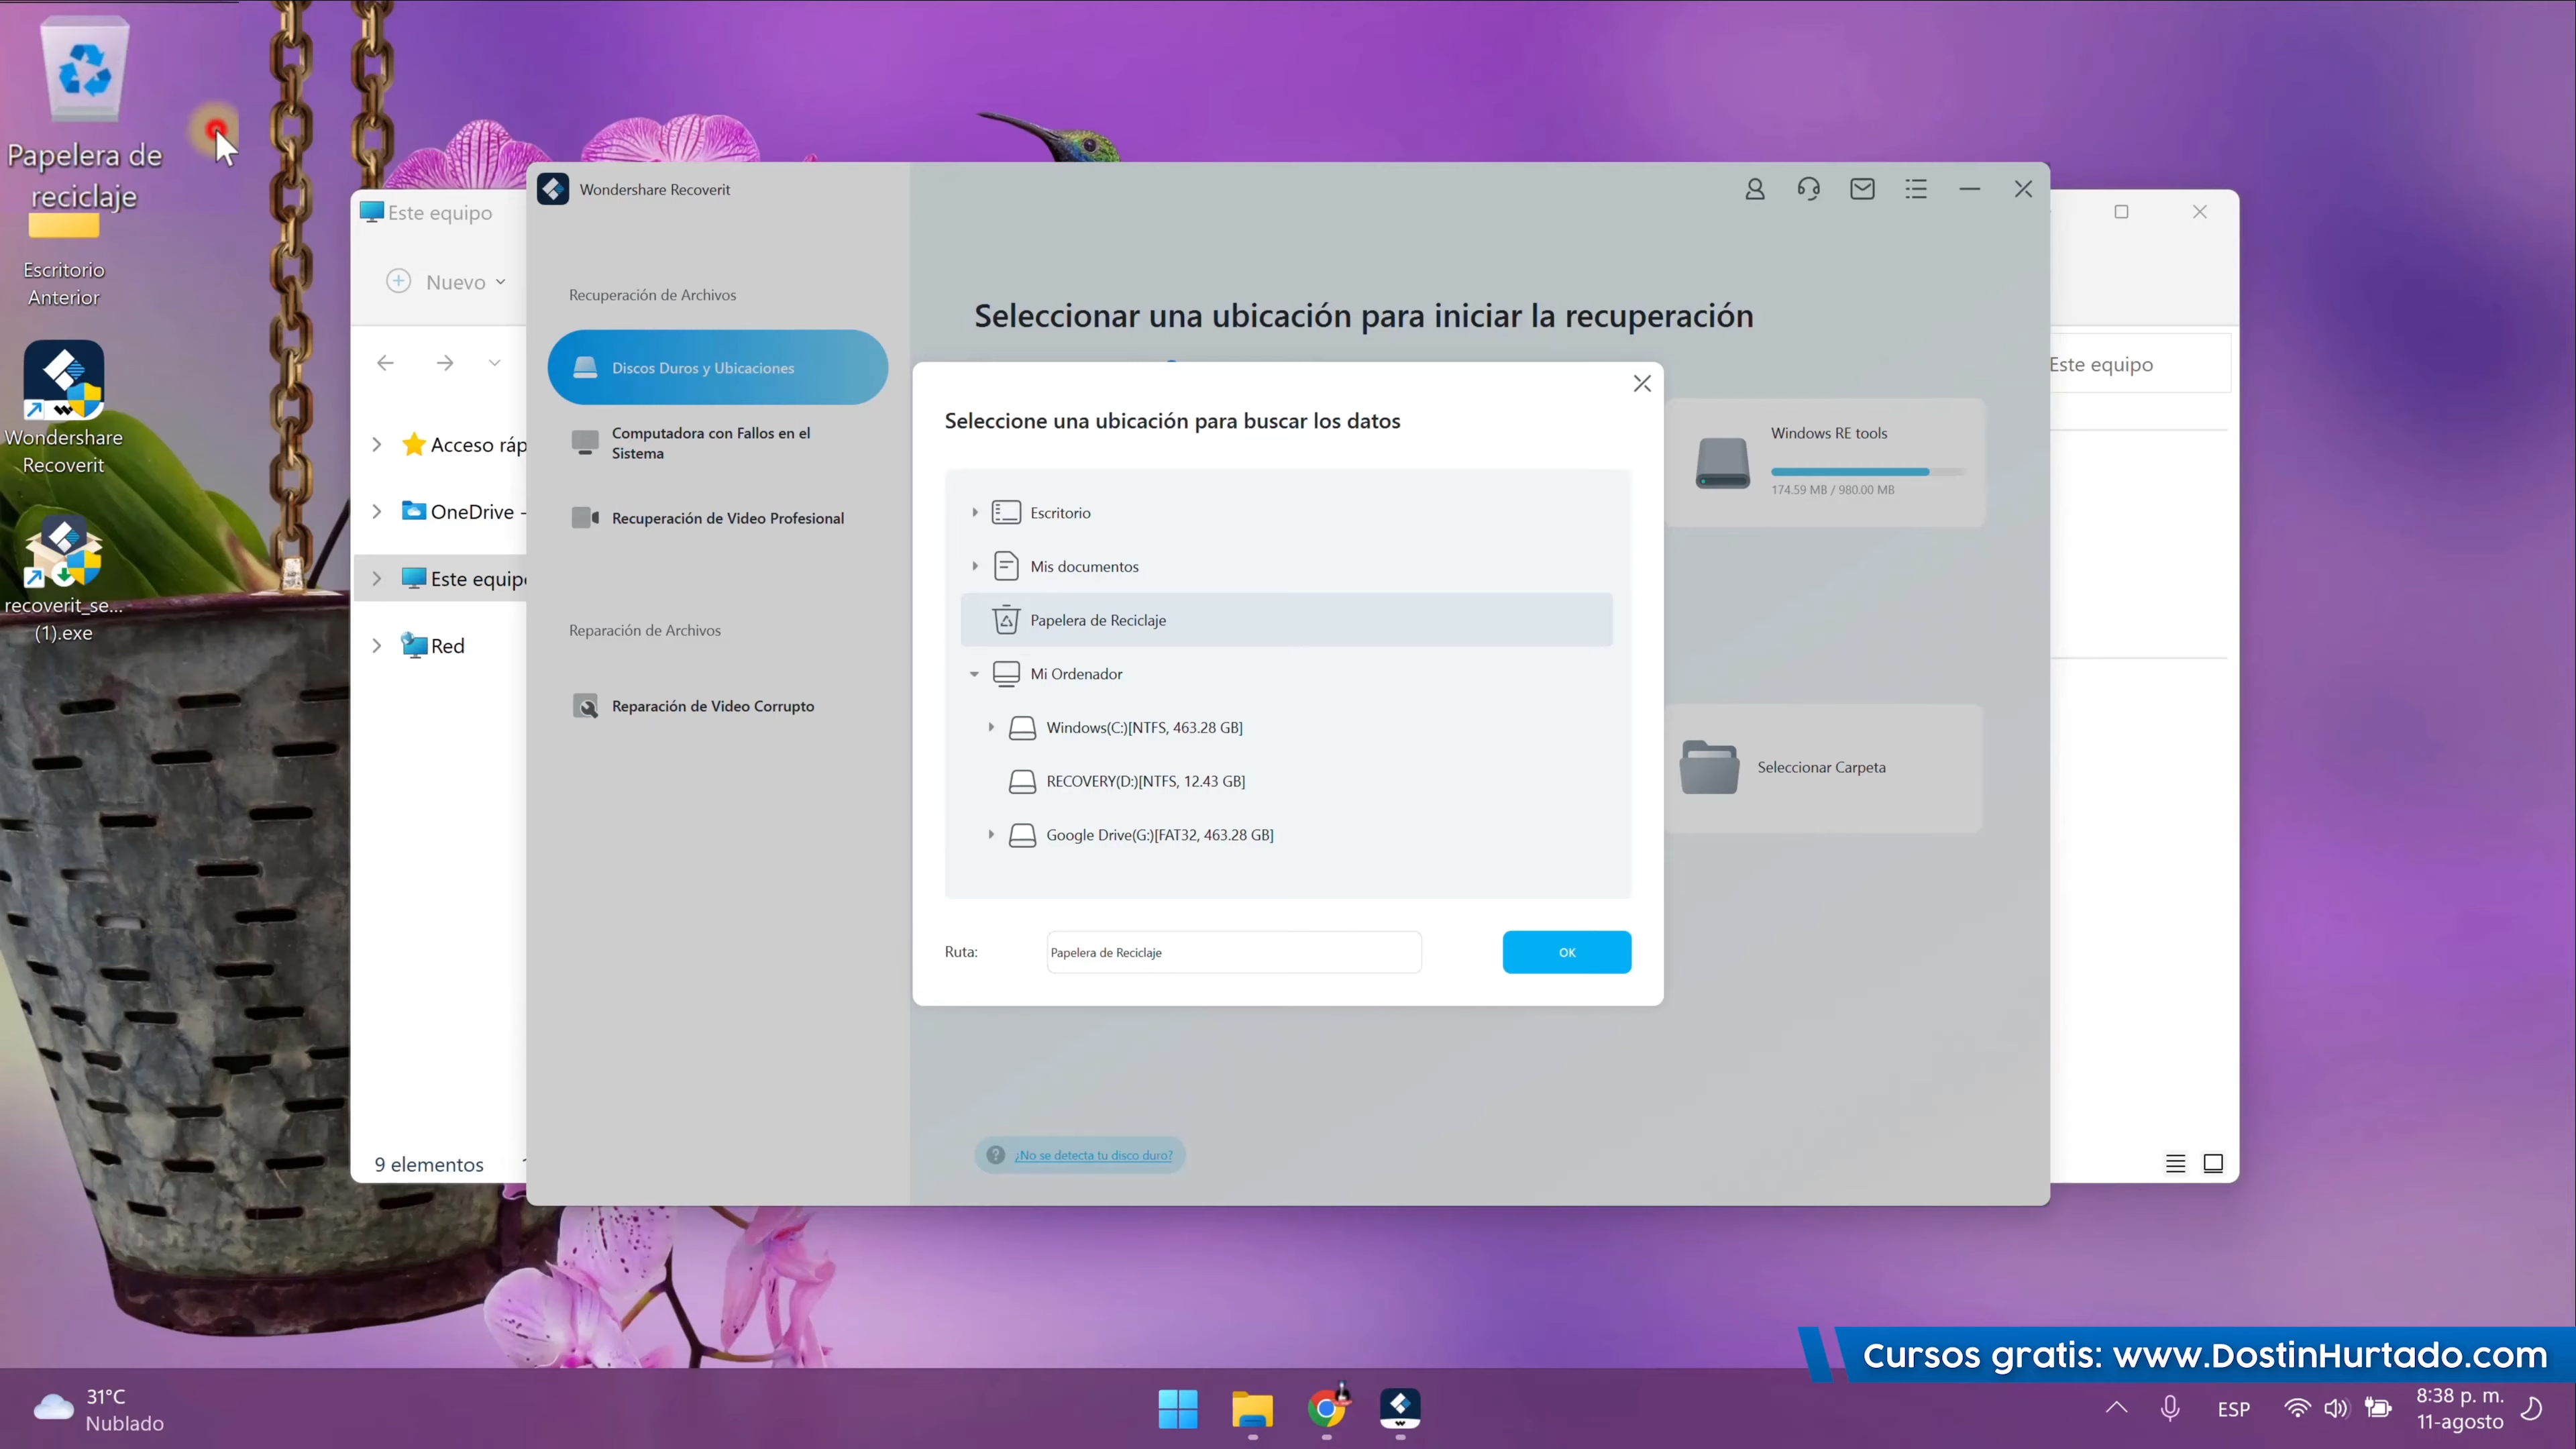 Papelera de
reciclaje
Escritorio
Anterior
Wondershare
Recoverit
recoverit_se...
(1).exe
Este equipo
Nuevo
Acceso ráp
OneDrive -
Este equip
Red
9 elementos
Wondershare Recoverit
Recuperación de Archivos
Discos Duros y Ubicaciones
Computadora con Fallos en el
Sistema
Recuperación de Video Profesional
Reparación de Archivos
Reparación de Video Corrupto
Seleccionar una ubicación para iniciar la recuperación
Seleccione una ubicación para buscar los datos
Escritorio
Mis documentos
Papelera de Reciclaje
Mi Ordenador
Windows(C:)[NTFS, 463.28 GB]
RECOVERY(D:)[NTFS, 12.43 GB]
Google Drive(G:)[FAT32, 463.28 GB]
Ruta:
Papelera de Reciclaje
OK
Windows RE tools
174.59 MB / 980.00 MB
Seleccionar Carpeta
¿No se detecta tu disco duro?
Este equipo
Cursos gratis: www.DostinHurtado.com
31°C
Nublado
ESP
8:38 p. m.
11-agosto